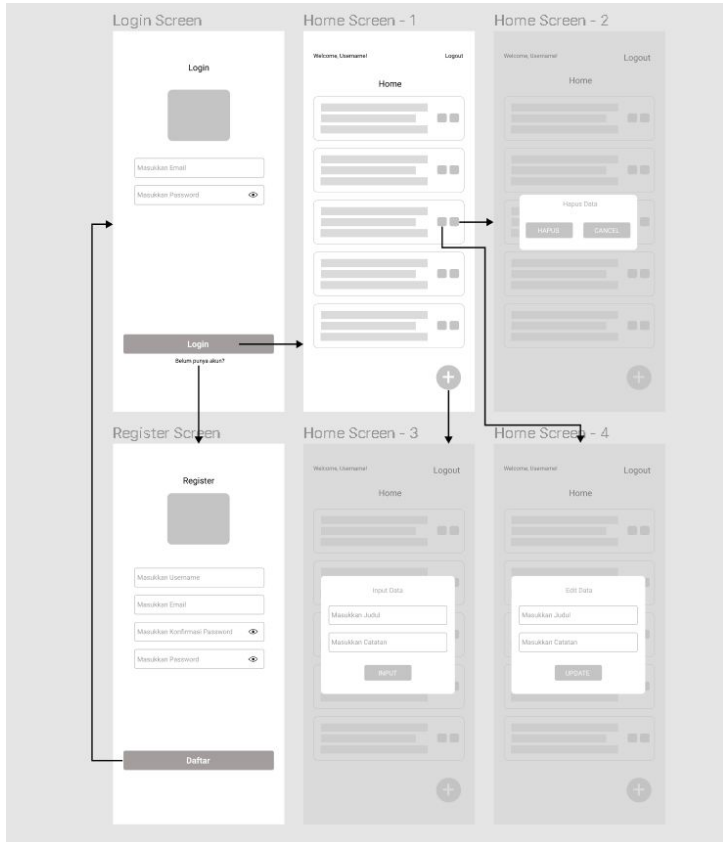 Login Screen
Login
Masukkan Email
Masukkan Password
Login
Belum punya akun?
Home Screen - 1
Welcome, Username!
Logout
Home
Home Screen - 2
Welcome, Username!
Logout
Home
Hapus Data
HAPUS
CANCEL
Register Screen
Register
Masukkan Username
Masukkan Email
Masukkan Konfirmasi Password
Masukkan Password
Daftar
Home Screen - 3
Welcome, Username!
Logout
Home
Input Data
Masukkan Judul
Masukkan Catatan
INPUT
Home Screen - 4
Welcome, Username!
Logout
Home
Edit Data
Masukkan Judul
Masukkan Catatan
UPDATE